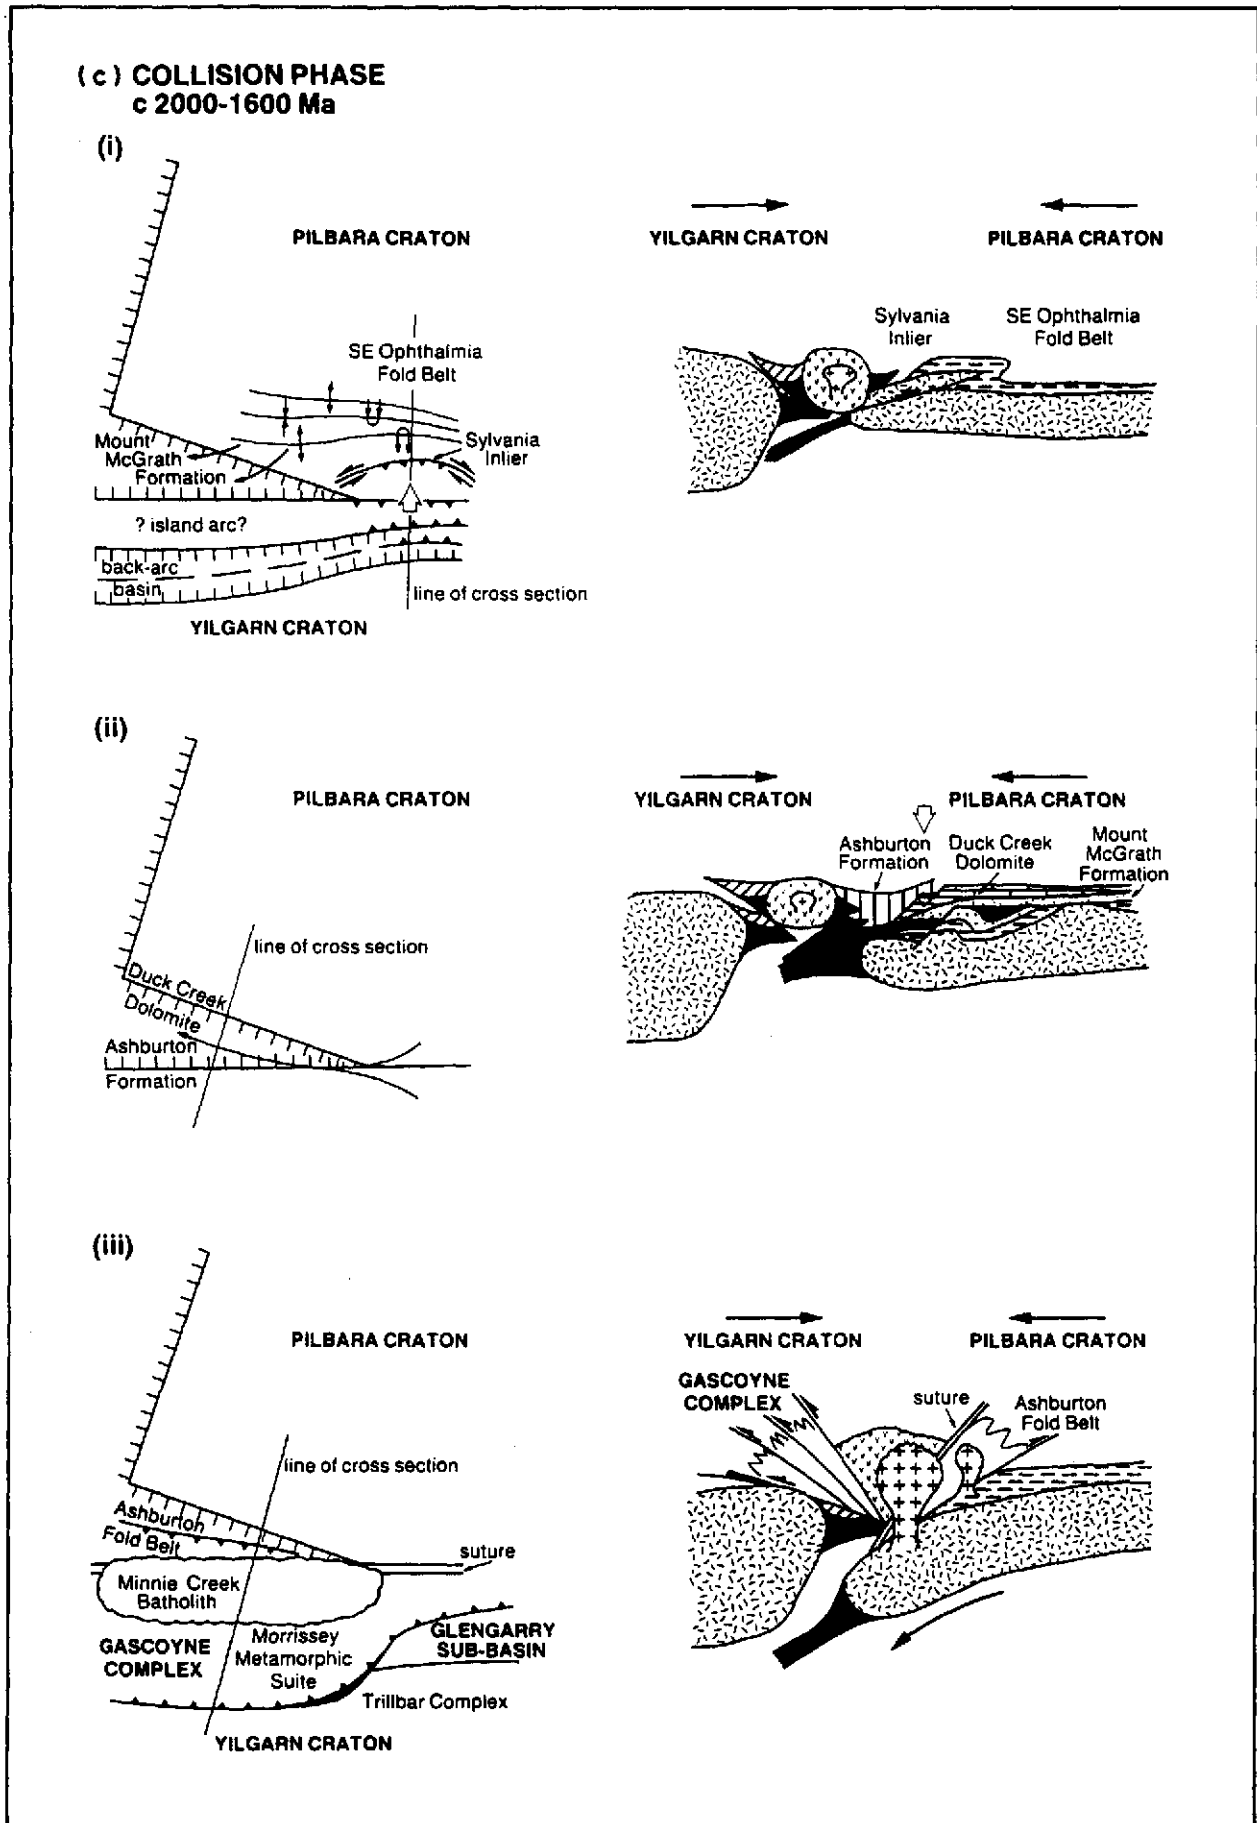 (c) COLLISION PHASE
c 2000-1600 Ma
(i)
PILBARA CRATON
SE Ophthalmia
Fold Belt
Mount
McGrath
Formation
Sylvania
Inlier
? island arc?
back-arc
basin
line of cross section
YILGARN CRATON
YILGARN CRATON
PILBARA CRATON
Sylvania
Inlier
SE Ophthalmia
Fold Belt
(ii)
PILBARA CRATON
line of cross section
Duck Creek
Dolomite
Ashburton
Formation
YILGARN CRATON
PILBARA CRATON
Ashburton
Formation
Duck Creek
Dolomite
Mount
McGrath
Formation
(iii)
PILBARA CRATON
line of cross section
Ashburton
Fold Belt
suture
Minnie Creek
Batholith
GASCOYNE
COMPLEX
Morrissey
Metamorphic
Suite
GLENGARRY
SUB-BASIN
Trillbar Complex
YILGARN CRATON
YILGARN CRATON
PILBARA CRATON
GASCOYNE
COMPLEX
suture
Ashburton
Fold Belt